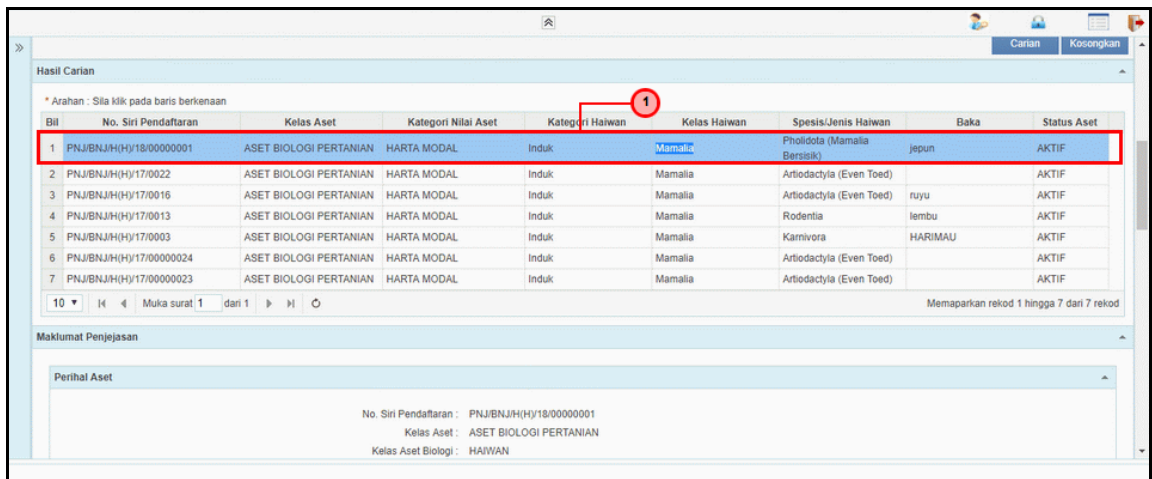 Carian Kosongkan
Hasil Carian
* Arahan : Sila klik pada baris berkenaan
1
Bil No. Siri Pendaftaran Kelas Aset Kategori Nilai Aset Kategori Haiwan Kelas Haiwan Spesis/Jenis Haiwan Baka Status Aset
1 PNJ/BNJ/H(H)/18/00000001 ASET BIOLOGI PERTANIAN HARTA MODAL Induk Mamalia Pholidota (Mamalia Bersisik) jepun AKTIF
2 PNJ/BNJ/H(H)/17/0022 ASET BIOLOGI PERTANIAN HARTA MODAL Induk Mamalia Artiodactyla (Even Toed) AKTIF
3 PNJ/BNJ/H(H)/17/0016 ASET BIOLOGI PERTANIAN HARTA MODAL Induk Mamalia Artiodactyla (Even Toed) ruyu AKTIF
4 PNJ/BNJ/H(H)/17/0013 ASET BIOLOGI PERTANIAN HARTA MODAL Induk Mamalia Rodentia lembu AKTIF
5 PNJ/BNJ/H(H)/17/0003 ASET BIOLOGI PERTANIAN HARTA MODAL Induk Mamalia Karnivora HARIMAU AKTIF
6 PNJ/BNJ/H(H)/17/00000024 ASET BIOLOGI PERTANIAN HARTA MODAL Induk Mamalia Artiodactyla (Even Toed) AKTIF
7 PNJ/BNJ/H(H)/17/00000023 ASET BIOLOGI PERTANIAN HARTA MODAL Induk Mamalia Artiodactyla (Even Toed) AKTIF
10 Muka surat 1 dari 1 Memaparkan rekod 1 hingga 7 dari 7 rekod
Maklumat Penjejasan
Perihal Aset
No. Siri Pendaftaran : PNJ/BNJ/H(H)/18/00000001
Kelas Aset : ASET BIOLOGI PERTANIAN
Kelas Aset Biologi : HAIWAN